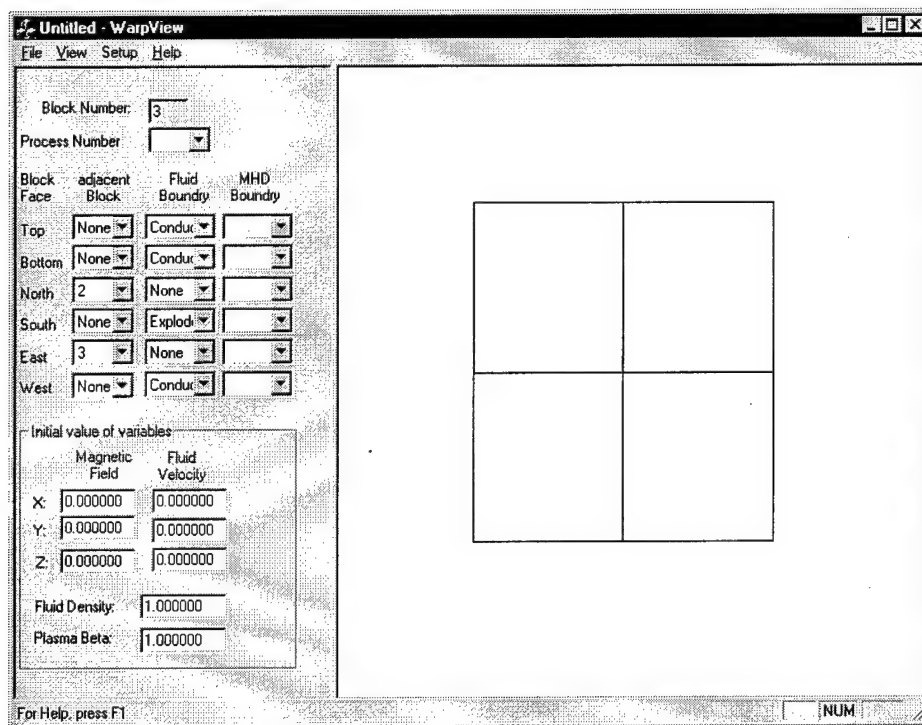 Untitled - WarpView
File View Setup Help
Block Number: 3
Process Number
Block Face adjacent Block Fluid Boundry MHD Boundry
Top None Conduc
Bottom None Conduc
North 2 None
South None Explod
East 3 None
West None Conduc
Initial value of variables
Magnetic Field Fluid Velocity
X: 0.000000 0.000000
Y: 0.000000 0.000000
Z: 0.000000 0.000000
Fluid Density: 1.000000
Plasma Beta: 1.000000
For Help, press F1 NUM